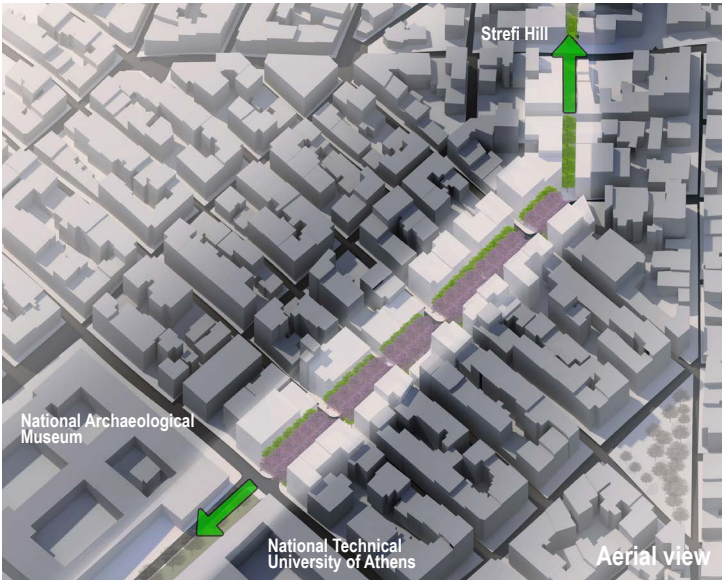 Strefi Hill
National Archaeological
Museum
National Technical
University of Athens
Aerial view